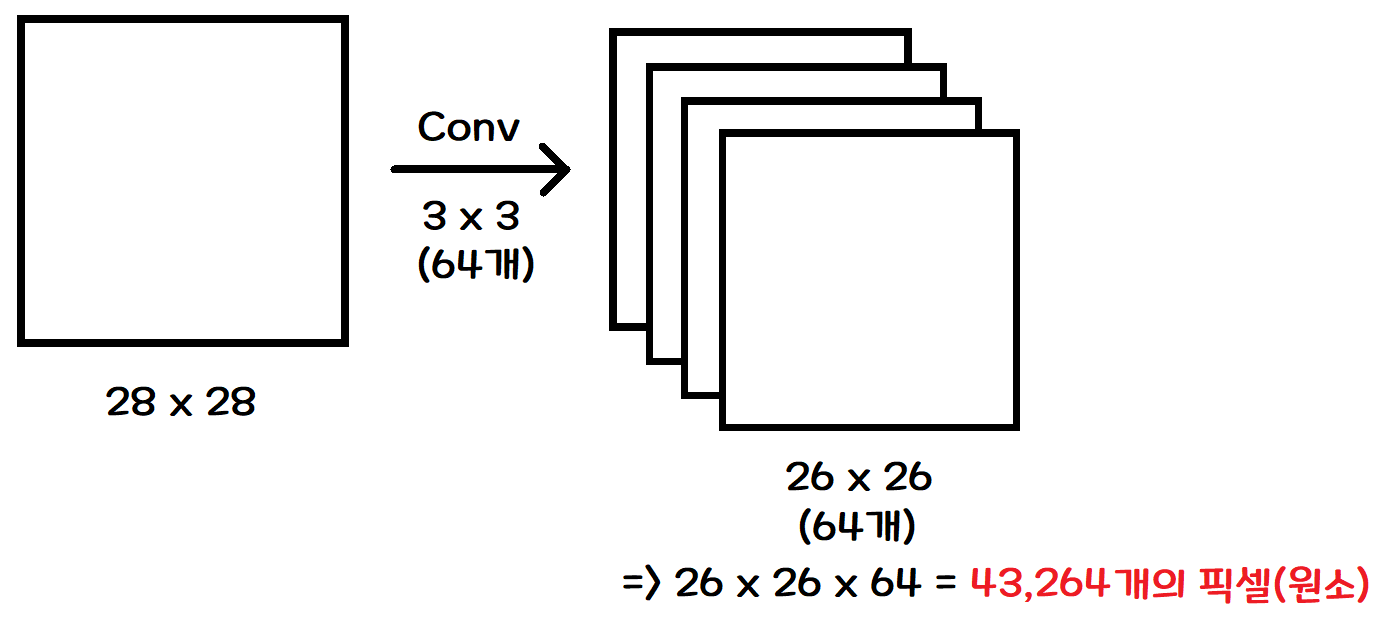 Conv
3 x 3
(64개)
28 x 28
26 x 26
(64개)
=> 26 x 26 x 64 = 43,264개의 픽셀(원소)